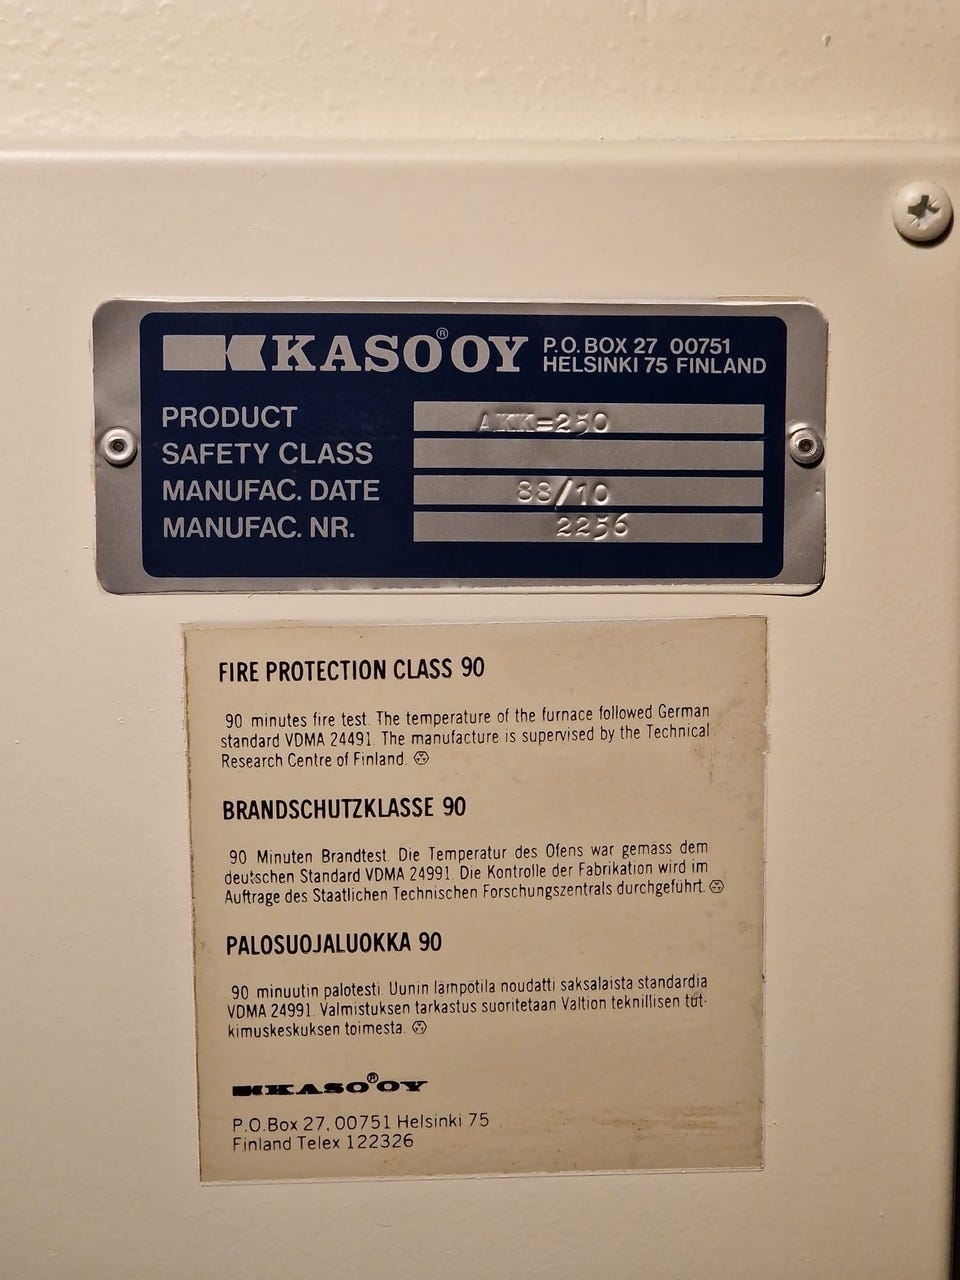 KASO® OY P.O. BOX 27 00751
HELSINKI 75 FINLAND
PRODUCT AKK=250
SAFETY CLASS
MANUFAC. DATE 88/10
MANUFAC. NR. 2256
FIRE PROTECTION CLASS 90
90 minutes fire test. The temperature of the furnace followed German
standard VDMA 24491. The manufacture is supervised by the Technical
Research Centre of Finland.
BRANDSCHUTZKLASSE 90
90 Minuten Brandtest. Die Temperatur des Ofens war gemäss dem
deutschen Standard VDMA 24991. Die Kontrolle der Fabrikation wird im
Auftrage des Staatlichen Technischen Forschungszentrals durchgeführt.
PALOSUOJALUOKKA 90
90 minuutin palotesti. Uunin lämpötila noudatti saksalaista standardia
VDMA 24991. Valmistuksen tarkastus suoritetaan Valtion teknillisen tut-
kimuskeskuksen toimesta.
KASO® OY
P.O.Box 27, 00751 Helsinki 75
Finland Telex 122326